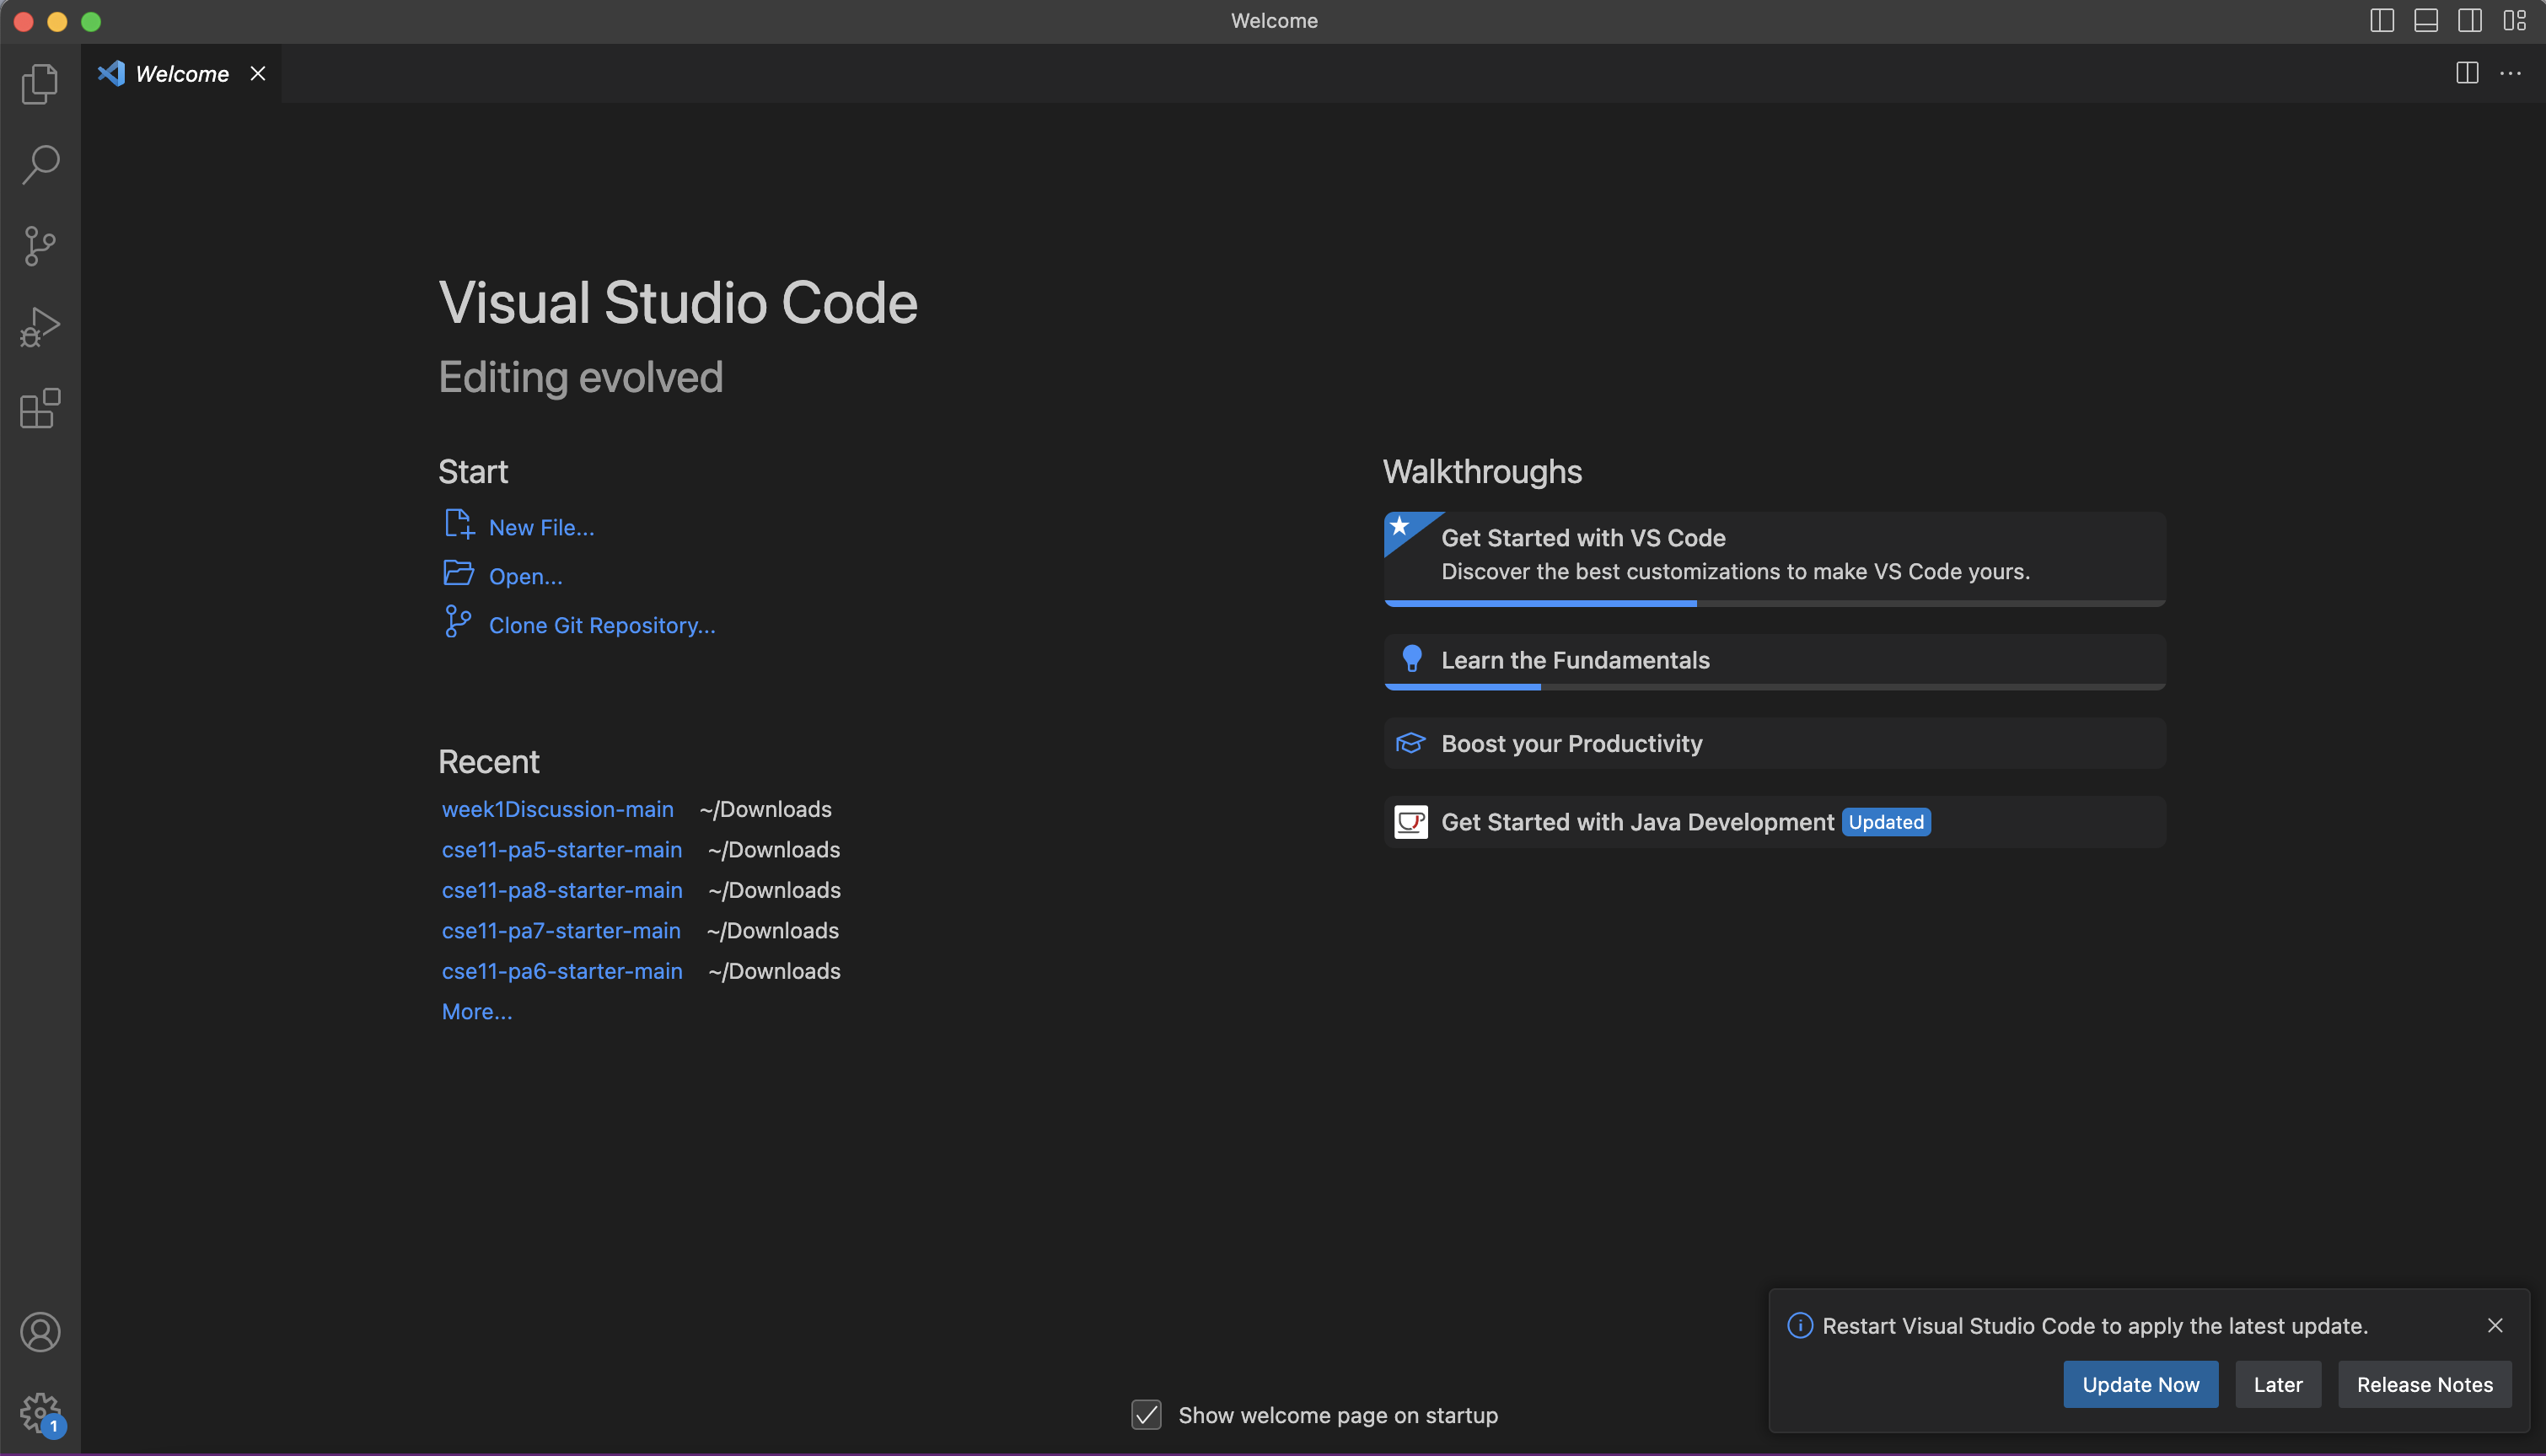 Welcome
Welcome
Visual Studio Code
Editing evolved
Start
New File...
Open...
Clone Git Repository...
Recent
week1Discussion-main ~/Downloads
cse11-pa5-starter-main ~/Downloads
cse11-pa8-starter-main ~/Downloads
cse11-pa7-starter-main ~/Downloads
cse11-pa6-starter-main ~/Downloads
More...
Walkthroughs
Get Started with VS Code
Discover the best customizations to make VS Code yours.
Learn the Fundamentals
Boost your Productivity
Get Started with Java Development Updated
Restart Visual Studio Code to apply the latest update.
Update Now Later Release Notes
Show welcome page on startup
1